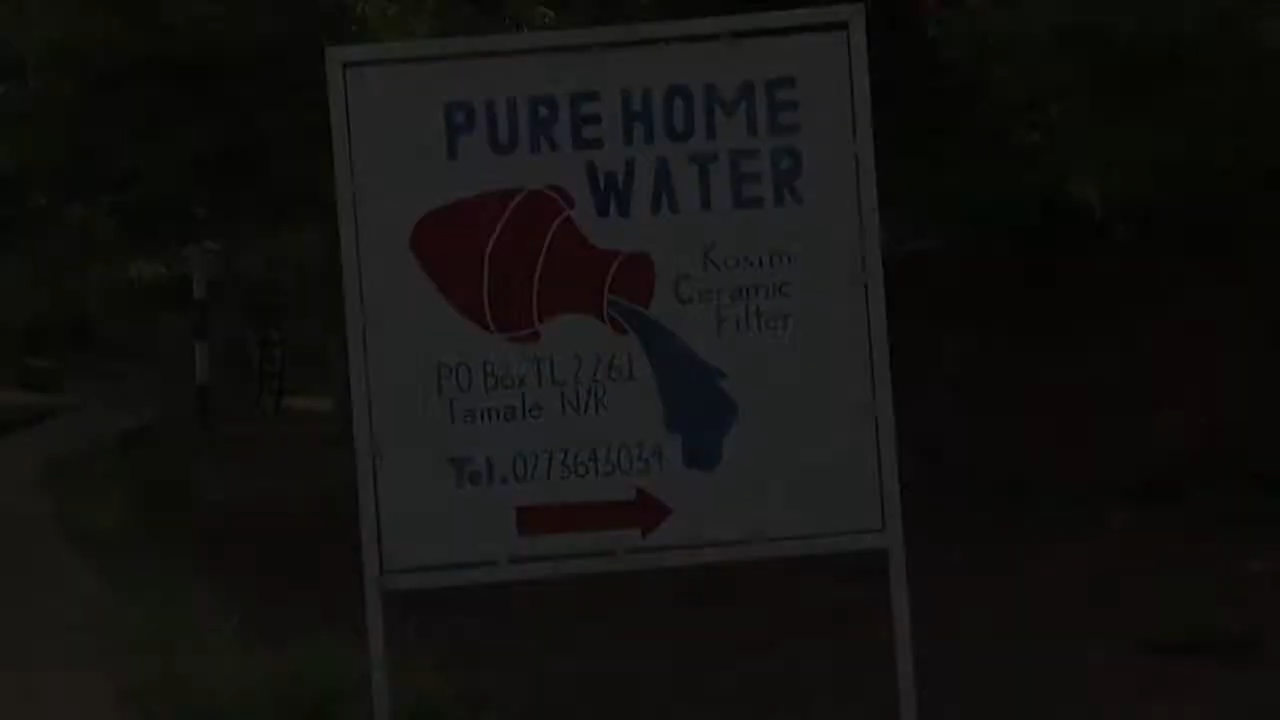 PURE HOME
WATER
Kosim
Ceramic
Filter
PO Box TL 2261
Tamale N/R
Tel. 0273643034